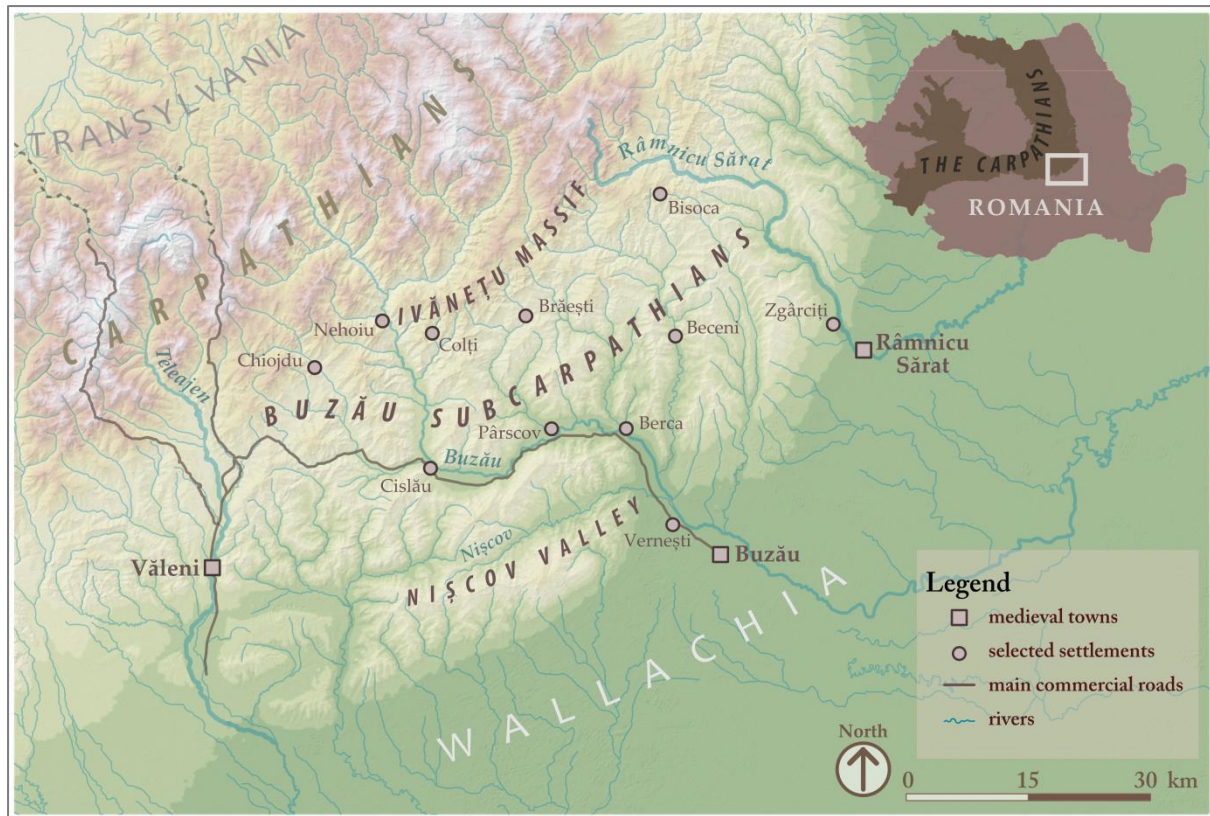 TRANSYLVANIA
CARPATHIANS
THE CARPATHIANS
ROMANIA
Râmnicu Sărat
Bisoca
IVĂNEȚU MASSIF
Nehoiu
Colți
Brăești
Beceni
Zgârciți
Râmnicu
Sărat
Chiojdu
Teleajen
BUZĂU SUBCARPATHIANS
Pârscov
Berca
Buzău
Cislău
Nișcov
NIȘCOV VALLEY
Vernești
Buzău
Văleni
WALLACHIA
Legend
medieval towns
selected settlements
main commercial roads
rivers
North
0 15 30 km